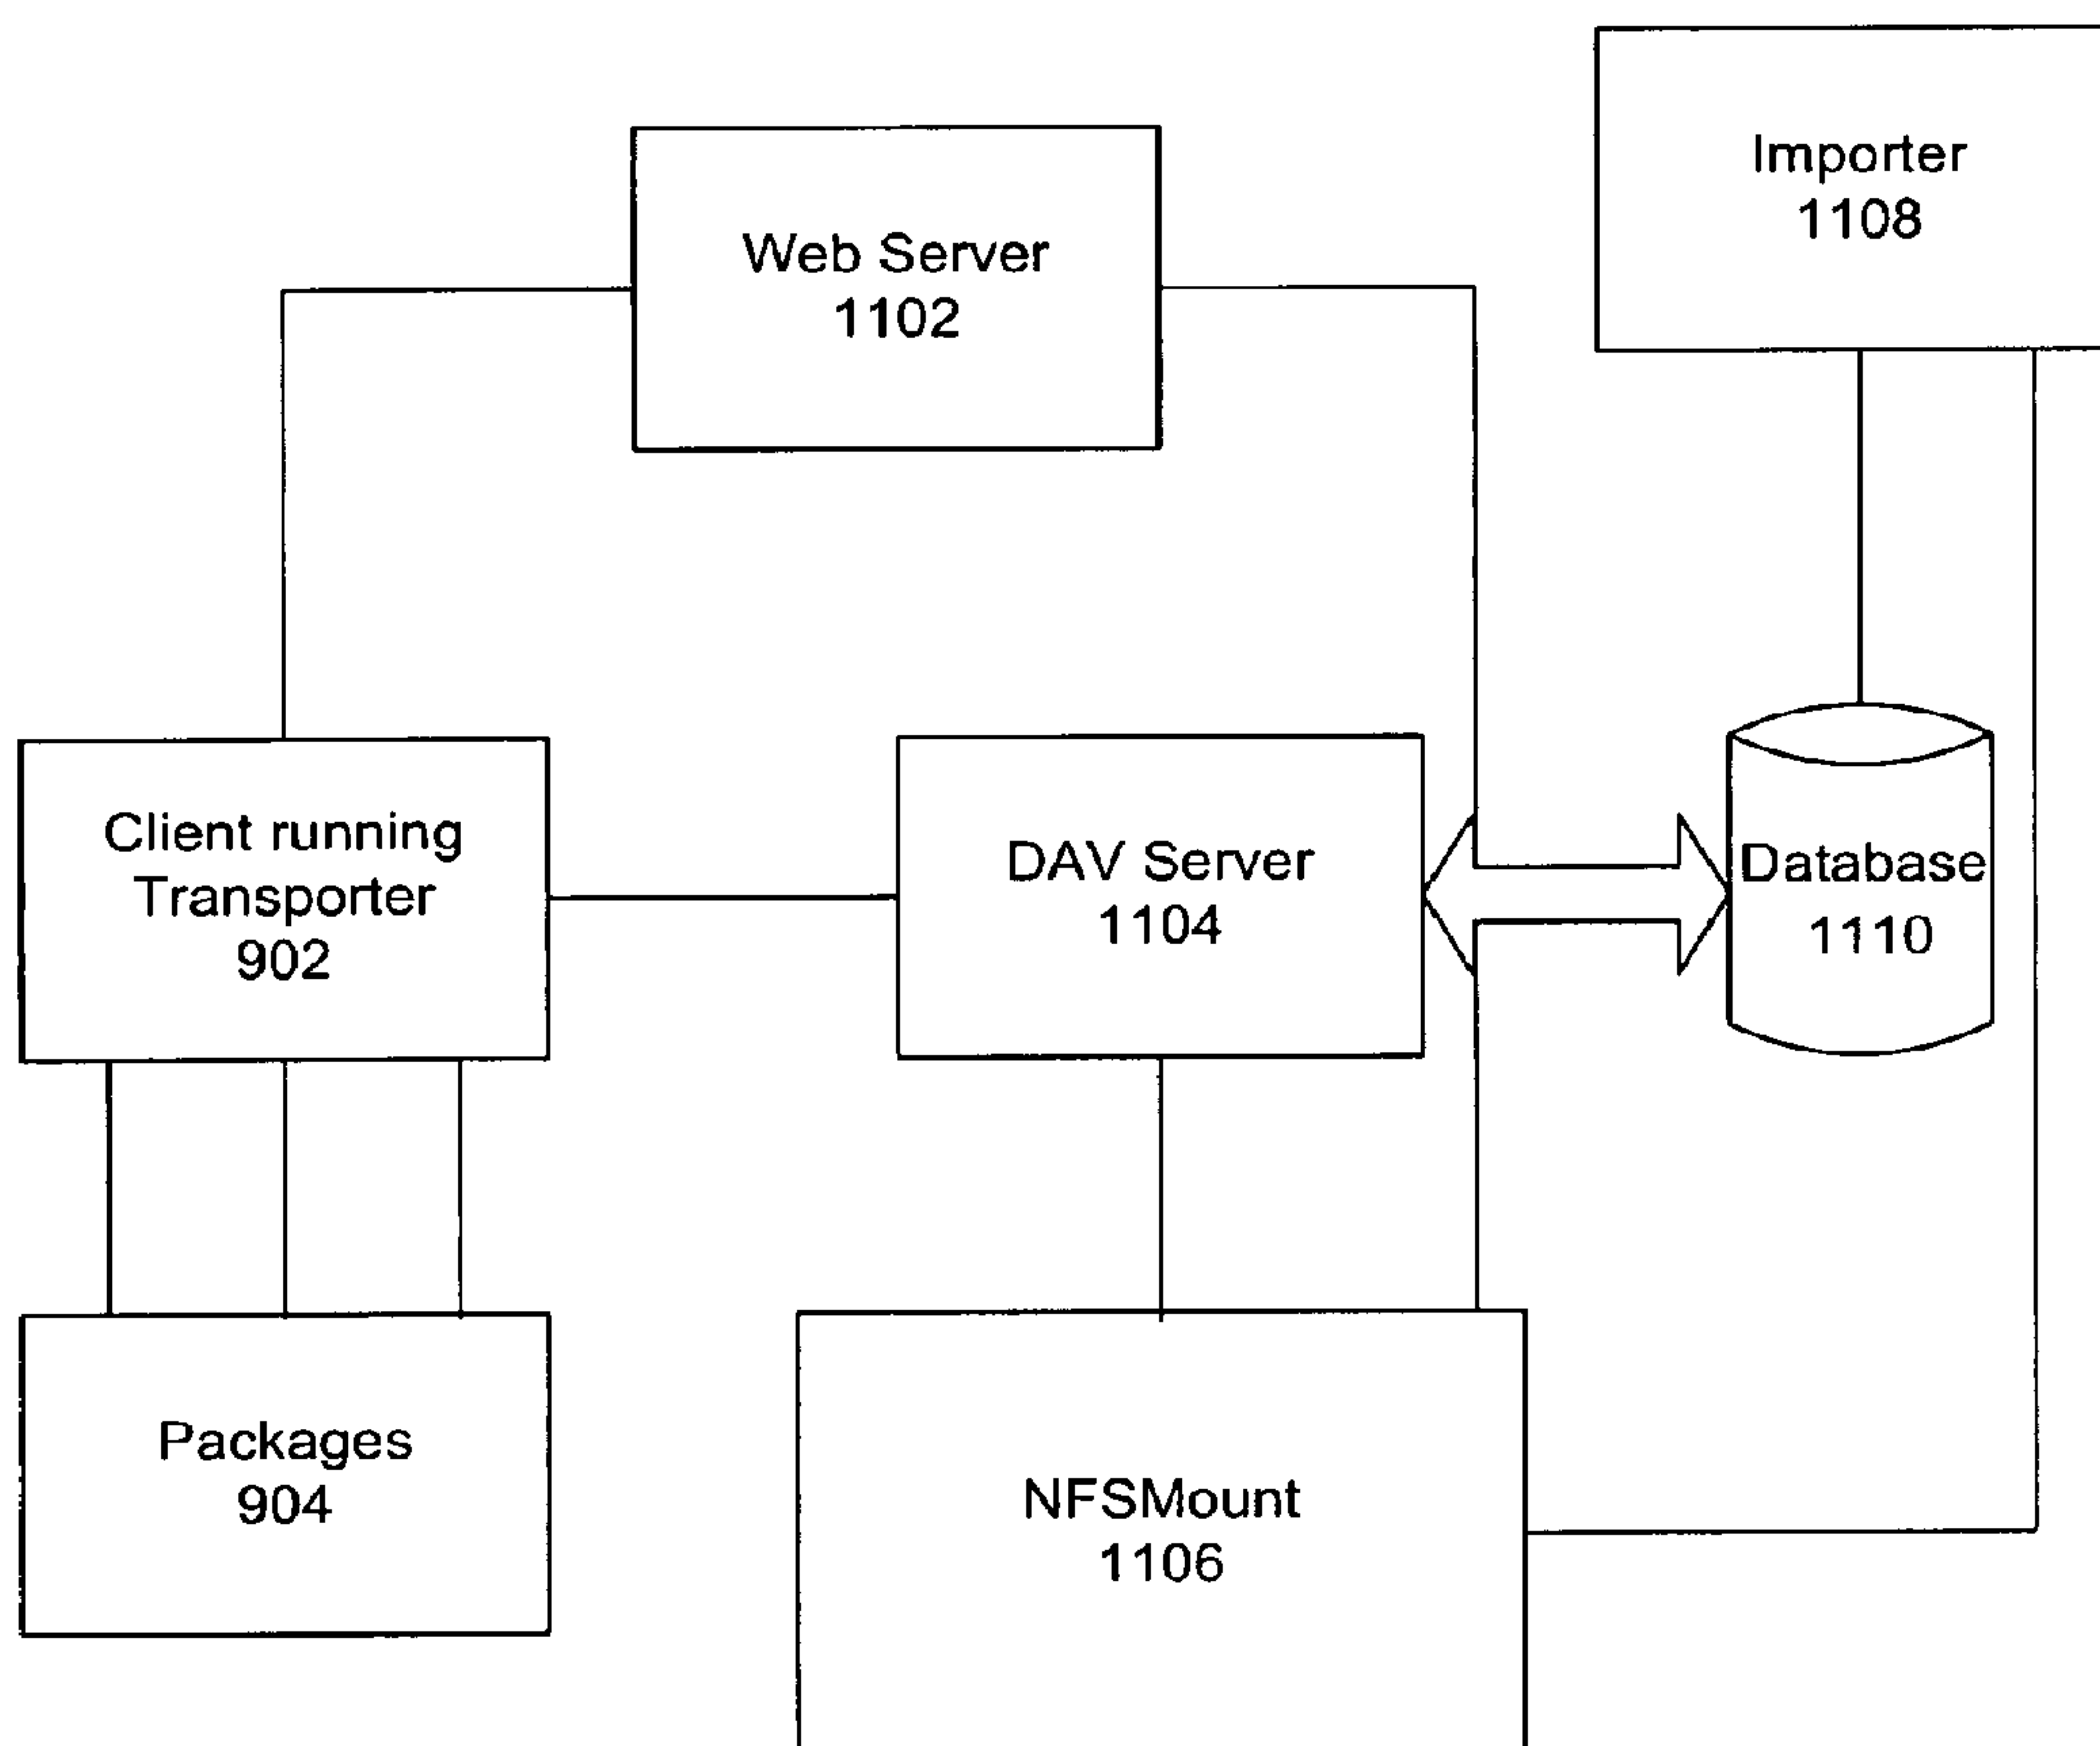 Importer
1108
Web Server
1102
Client running
Transporter
902
DAV Server
1104
Database
1110
Packages
904
NFSMount
1106